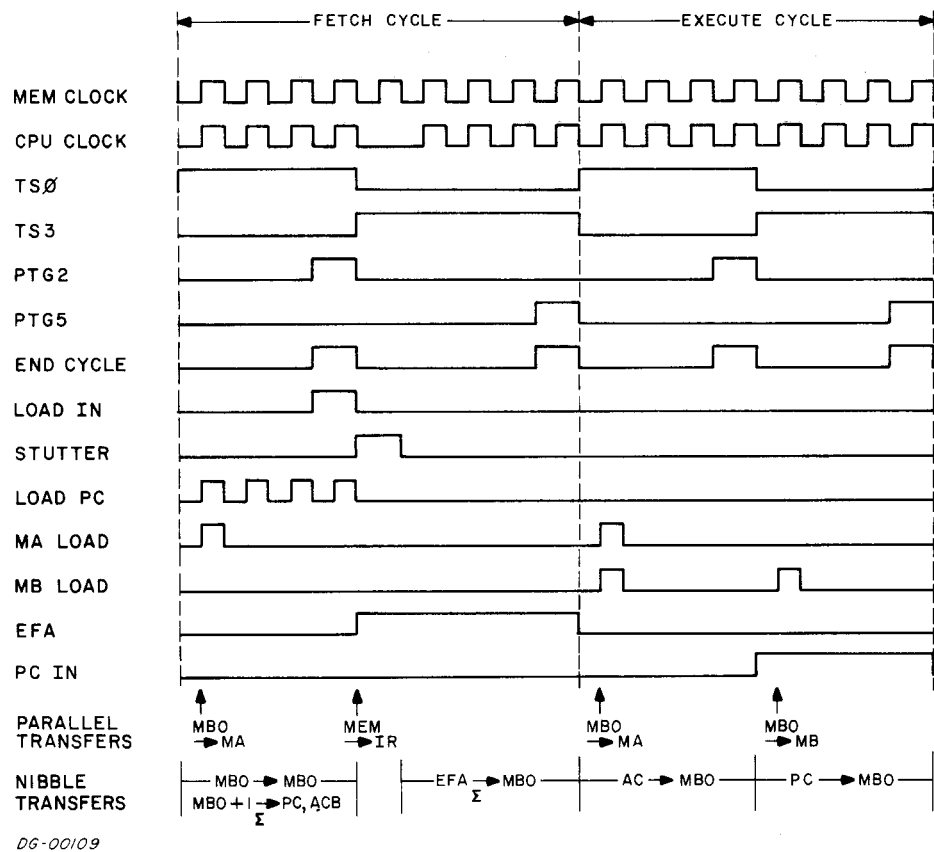 FETCH CYCLE EXECUTE CYCLE
MEM CLOCK
CPU CLOCK
TSØ
TS3
PTG2
PTG5
END CYCLE
LOAD IN
STUTTER
LOAD PC
MA LOAD
MB LOAD
EFA
PC IN
PARALLEL TRANSFERS
MBO → MA
MEM → IR
MBO → MA
MBO → MB
NIBBLE TRANSFERS
MBO → MBO
MBO + 1 → PC, ACB
Σ
EFA → MBO
Σ
AC → MBO
PC → MBO
DG-00109